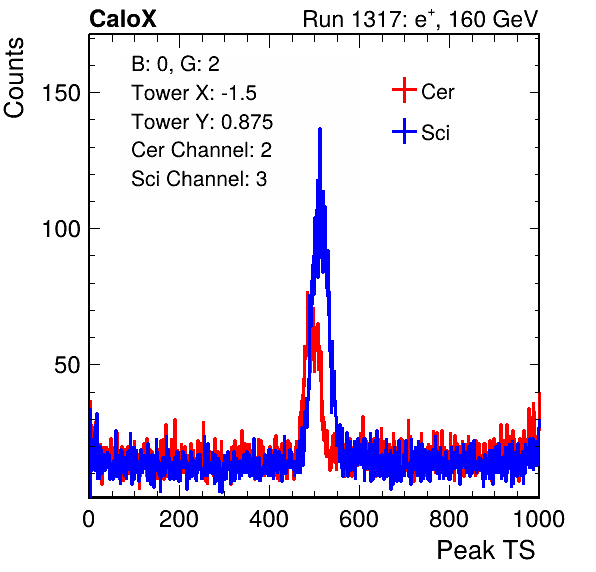 CaloX Run 1317: e+, 160 GeV
B: 0, G: 2
Tower X: -1.5
Tower Y: 0.875
Cer Channel: 2
Sci Channel: 3
Cer
Sci
Counts
150
100
50
0 200 400 600 800 1000
Peak TS